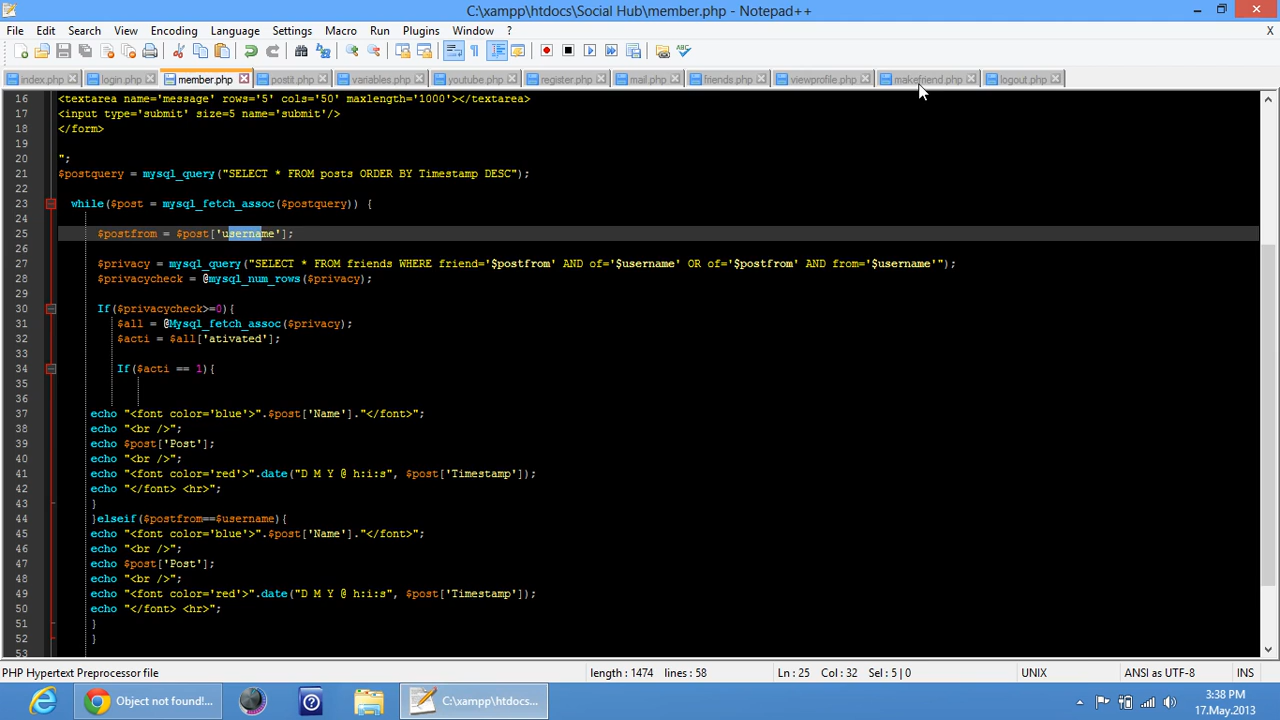 C:\xampp\htdocs\Social Hub\member.php - Notepad++
File Edit Search View Encoding Language Settings Macro Run Plugins Window ? X
index.php login.php member.php postit.php variables.php youtube.php register.php mail.php friends.php viewprofile.php makefriend.php logout.php
16 <textarea name='message' rows='5' cols='50' maxlength='1000'></textarea>
17 <input type='submit' size=5 name='submit'/>
18 </form>
19
20 ";
21 $postquery = mysql_query("SELECT * FROM posts ORDER BY Timestamp DESC");
22
23 while($post = mysql_fetch_assoc($postquery)) {
24
25 $postfrom = $post['username'];
26
27 $privacy = mysql_query("SELECT * FROM friends WHERE friend='$postfrom' AND of='$username' OR of='$postfrom' AND from='$username'");
28 $privacycheck = @mysql_num_rows($privacy);
29
30 If($privacycheck>=0){
31 $all = @Mysql_fetch_assoc($privacy);
32 $acti = $all['ativated'];
33
34 If($acti == 1){
35
36
37 echo "<font color='blue'>".$post['Name']."</font>";
38 echo "<br />";
39 echo $post['Post'];
40 echo "<br />";
41 echo "<font color='red'>".date("D M Y @ h:i:s", $post['Timestamp']);
42 echo "</font> <hr>";
43 }
44 }elseif($postfrom==$username){
45 echo "<font color='blue'>".$post['Name']."</font>";
46 echo "<br />";
47 echo $post['Post'];
48 echo "<br />";
49 echo "<font color='red'>".date("D M Y @ h:i:s", $post['Timestamp']);
50 echo "</font> <hr>";
51 }
52 }
53
PHP Hypertext Preprocessor file length : 1474 lines : 58 Ln : 25 Col : 32 Sel : 5 | 0 UNIX ANSI as UTF-8 INS
Object not found!... C:\xampp\htdocs... 3:38 PM
17.May.2013